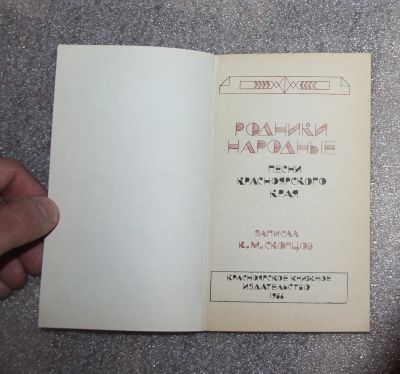 РОДНИКИ
НАРОДНЫЕ
ПЕСНИ
КРАСНОЯРСКОГО
КРАЯ
ЗАПИСАЛ
К.М.СКОПЦОВ
КРАСНОЯРСКОЕ КНИЖНОЕ
ИЗДАТЕЛЬСТВО
1986